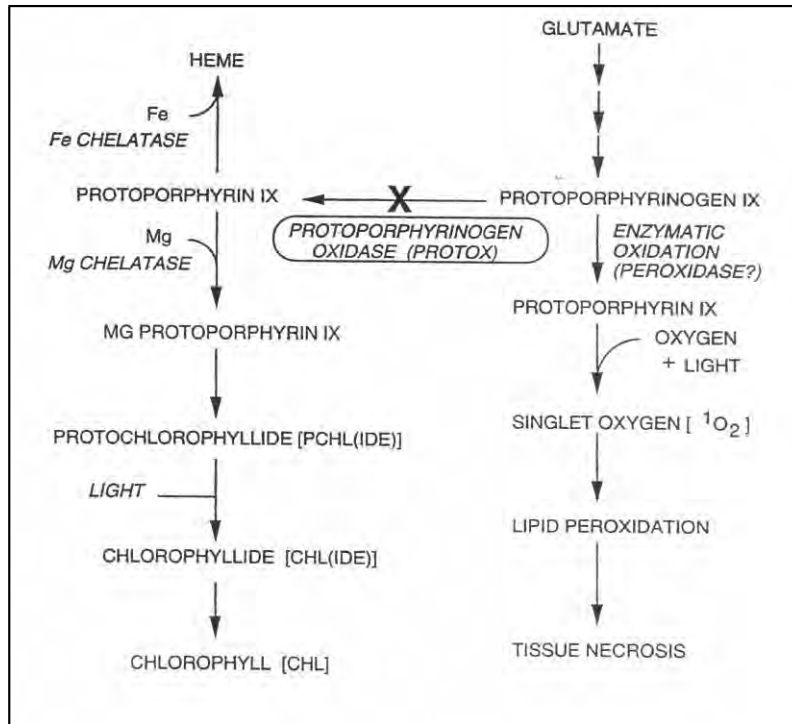 GLUTAMATE
HEME
Fe
Fe CHELATASE
PROTOPORPHYRIN IX
X
PROTOPORPHYRINOGEN IX
PROTOPORPHYRINOGEN
OXIDASE (PROTOX)
Mg
Mg CHELATASE
ENZYMATIC
OXIDATION
(PEROXIDASE?)
PROTOPORPHYRIN IX
MG PROTOPORPHYRIN IX
OXYGEN
+ LIGHT
PROTOCHLOROPHYLLIDE [PCHL(IDE)]
SINGLET OXYGEN [ ¹O₂]
LIGHT
LIPID PEROXIDATION
CHLOROPHYLLIDE [CHL(IDE)]
CHLOROPHYLL [CHL]
TISSUE NECROSIS